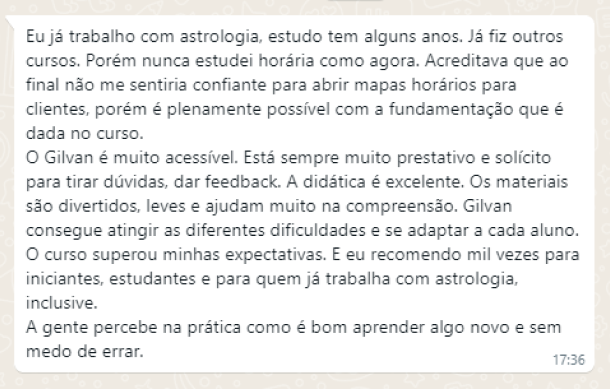 Eu já trabalho com astrologia, estudo tem alguns anos. Já fiz outros
cursos. Porém nunca estudei horária como agora. Acreditava que ao
final não me sentiria confiante para abrir mapas horários para
clientes, porém é plenamente possível com a fundamentação que é
dada no curso.
O Gilvan é muito acessível. Está sempre muito prestativo e solícito
para tirar dúvidas, dar feedback. A didática é excelente. Os materiais
são divertidos, leves e ajudam muito na compreensão. Gilvan
consegue atingir as diferentes dificuldades e se adaptar a cada aluno.
O curso superou minhas expectativas. E eu recomendo mil vezes para
iniciantes, estudantes e para quem já trabalha com astrologia,
inclusive.
A gente percebe na prática como é bom aprender algo novo e sem
medo de errar.
17:36